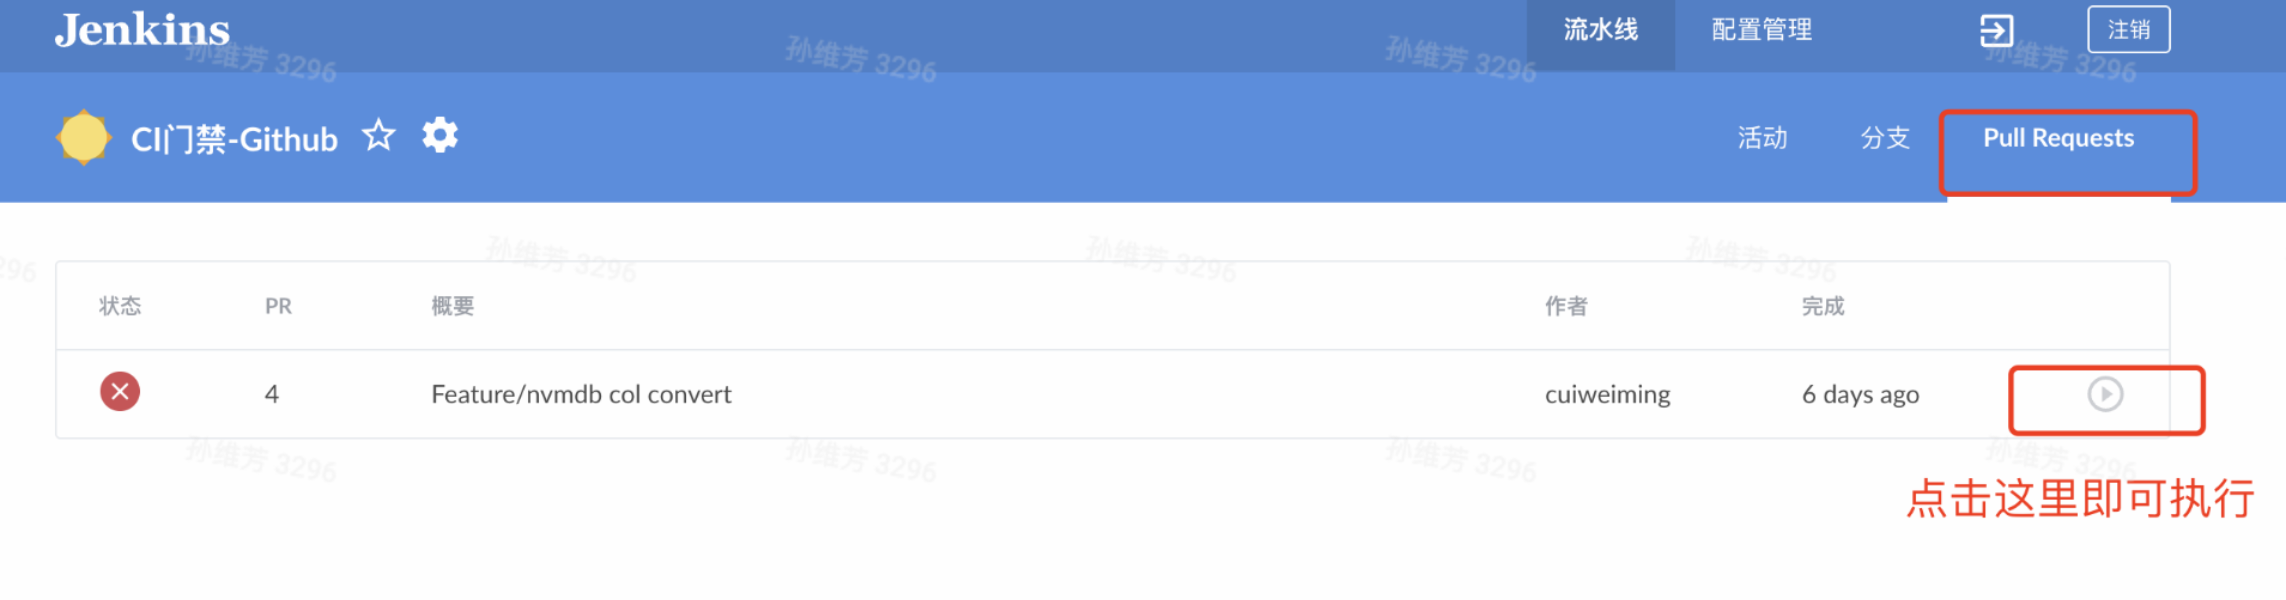 Jenkins
流水线
配置管理
注销
孙维芳 3296
孙维芳 3296
孙维芳 3296
孙维芳 3296
CI门禁-Github
活动
分支
Pull Requests
孙维芳 3296
孙维芳 3296
孙维芳 3296
296
状态 PR 概要 作者 完成
4 Feature/nvmdb col convert cuiweiming 6 days ago
孙维芳 3296
孙维芳 3296
孙维芳 3296
孙维芳 3296
点击这里即可执行